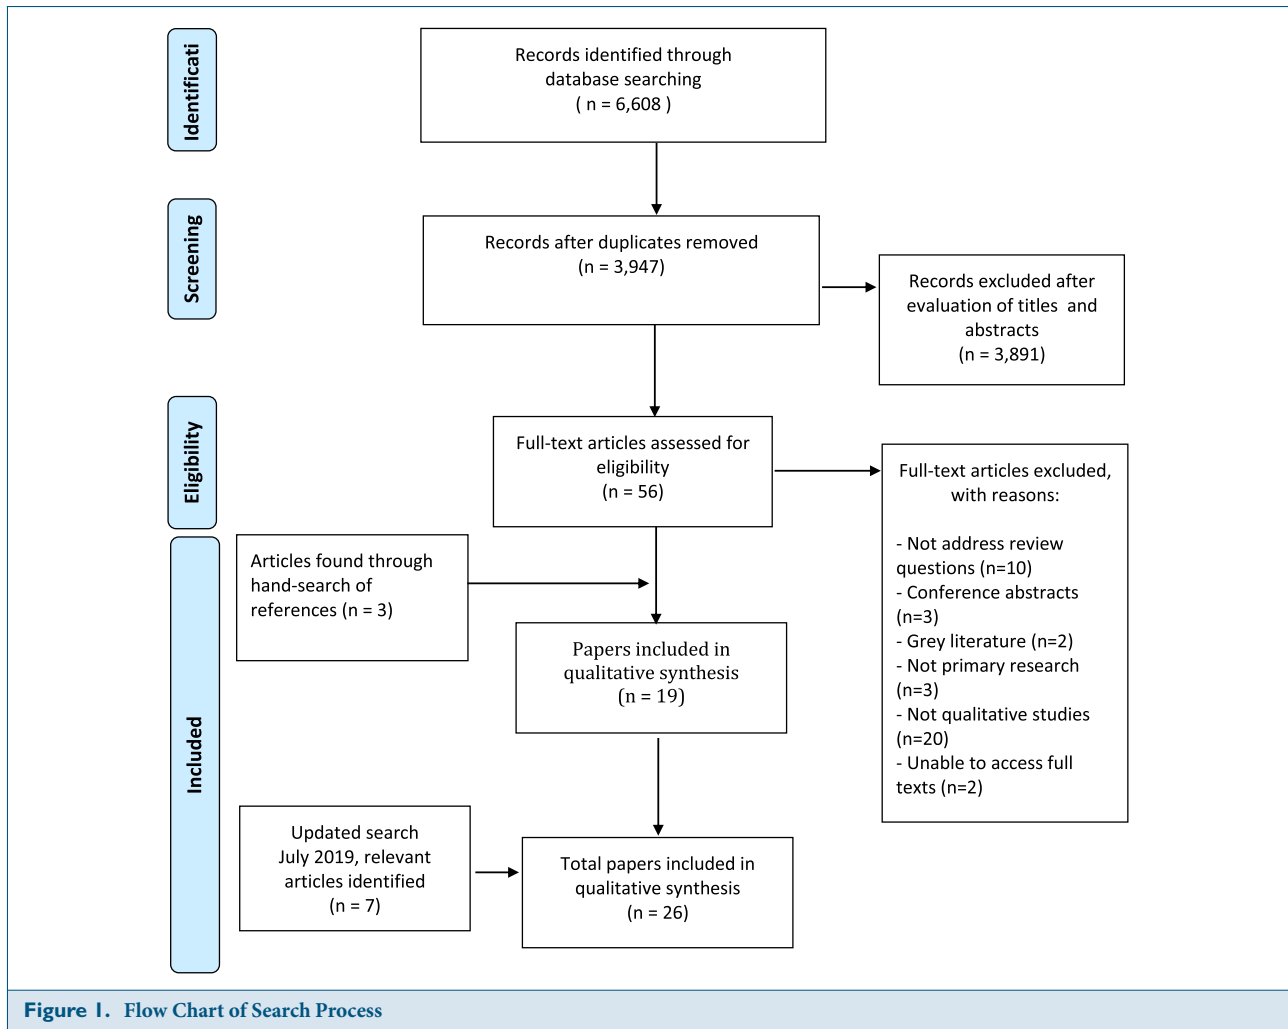 Identificati
Records identified through
database searching
( n = 6,608 )
Screening
Records after duplicates removed
(n = 3,947)
Records excluded after
evaluation of titles and
abstracts
(n = 3,891)
Eligibility
Full-text articles assessed for
eligibility
(n = 56)
Full-text articles excluded,
with reasons:
- Not address review
questions (n=10)
- Conference abstracts
(n=3)
- Grey literature (n=2)
- Not primary research
(n=3)
- Not qualitative studies
(n=20)
- Unable to access full
texts (n=2)
Included
Articles found through
hand-search of
references (n = 3)
Papers included in
qualitative synthesis
(n = 19)
Updated search
July 2019, relevant
articles identified
(n = 7)
Total papers included in
qualitative synthesis
(n = 26)
Figure 1. Flow Chart of Search Process